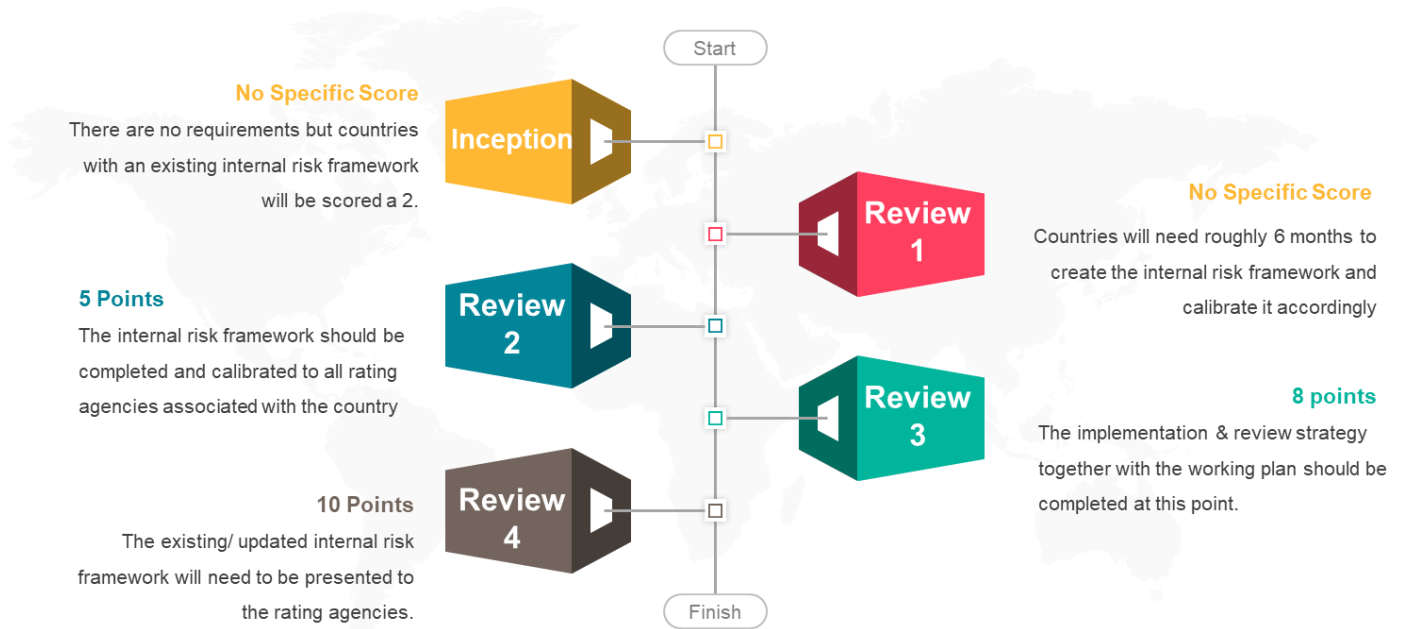 Start
No Specific Score
There are no requirements but countries
with an existing internal risk framework
will be scored a 2.
Inception
Review
1
No Specific Score
Countries will need roughly 6 months to
create the internal risk framework and
calibrate it accordingly
5 Points
The internal risk framework should be
completed and calibrated to all rating
agencies associated with the country
Review
2
Review
3
8 points
The implementation & review strategy
together with the working plan should be
completed at this point.
10 Points
The existing/ updated internal risk
framework will need to be presented to
the rating agencies.
Review
4
Finish